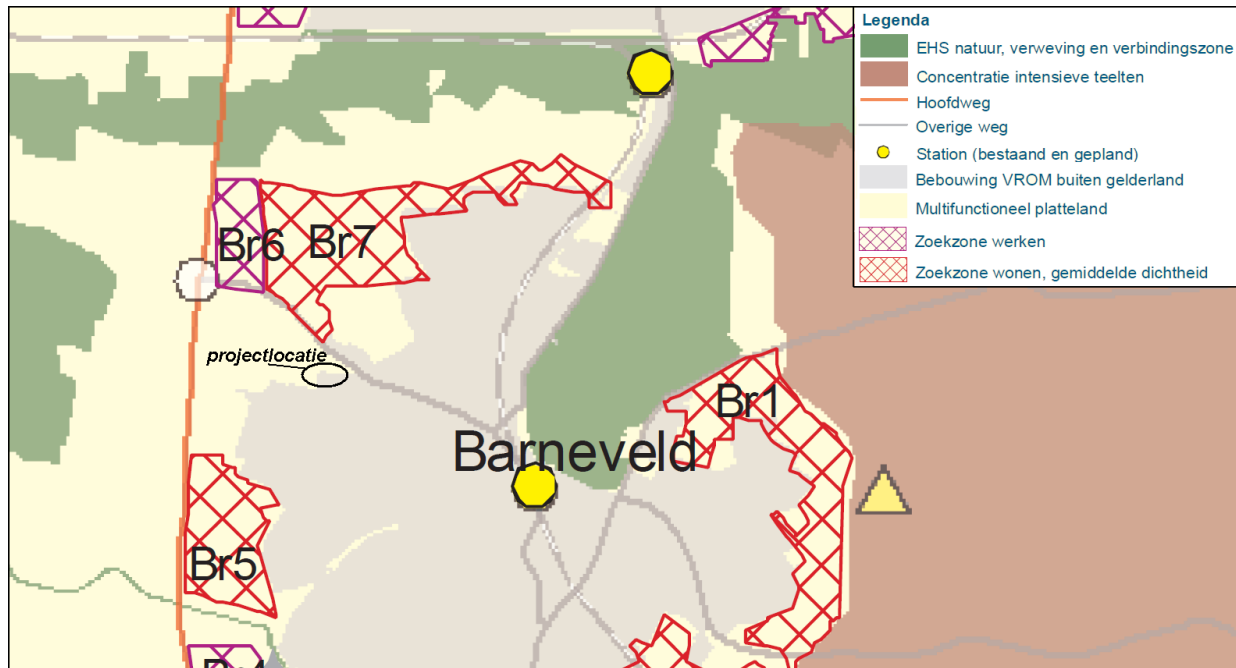 Legenda
EHS natuur, verweving en verbindingszone
Concentratie intensieve teelten
Hoofdweg
Overige weg
Station (bestaand en gepland)
Bebouwing VROM buiten gelderland
Multifunctioneel platteland
Zoekzone werken
Zoekzone wonen, gemiddelde dichtheid
Br6
Br7
projectlocatie
Br1
Barneveld
Br5